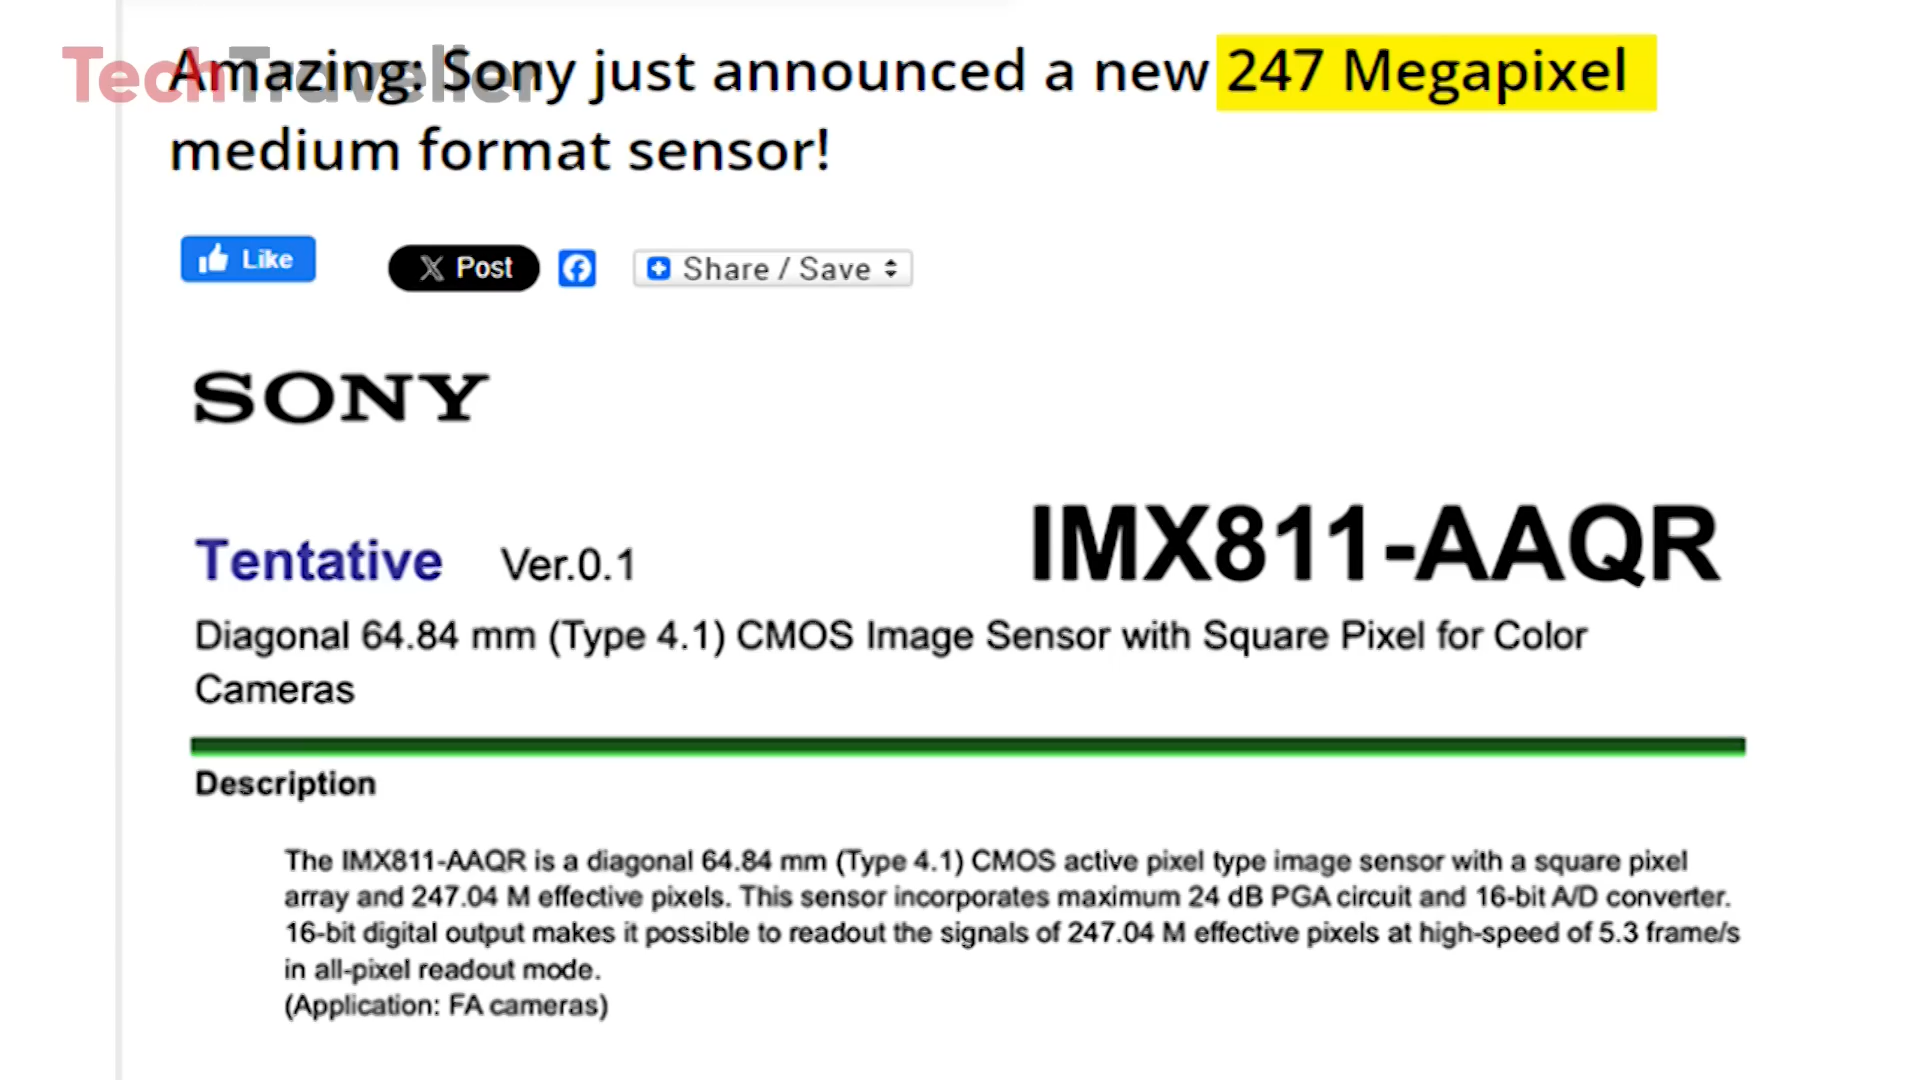 TechTraveller
Amazing: Sony just announced a new 247 Megapixel
medium format sensor!
Like
X Post
Share / Save
SONY
Tentative Ver.0.1 IMX811-AAQR
Diagonal 64.84 mm (Type 4.1) CMOS Image Sensor with Square Pixel for Color
Cameras
Description
The IMX811-AAQR is a diagonal 64.84 mm (Type 4.1) CMOS active pixel type image sensor with a square pixel
array and 247.04 M effective pixels. This sensor incorporates maximum 24 dB PGA circuit and 16-bit A/D converter.
16-bit digital output makes it possible to readout the signals of 247.04 M effective pixels at high-speed of 5.3 frame/s
in all-pixel readout mode.
(Application: FA cameras)